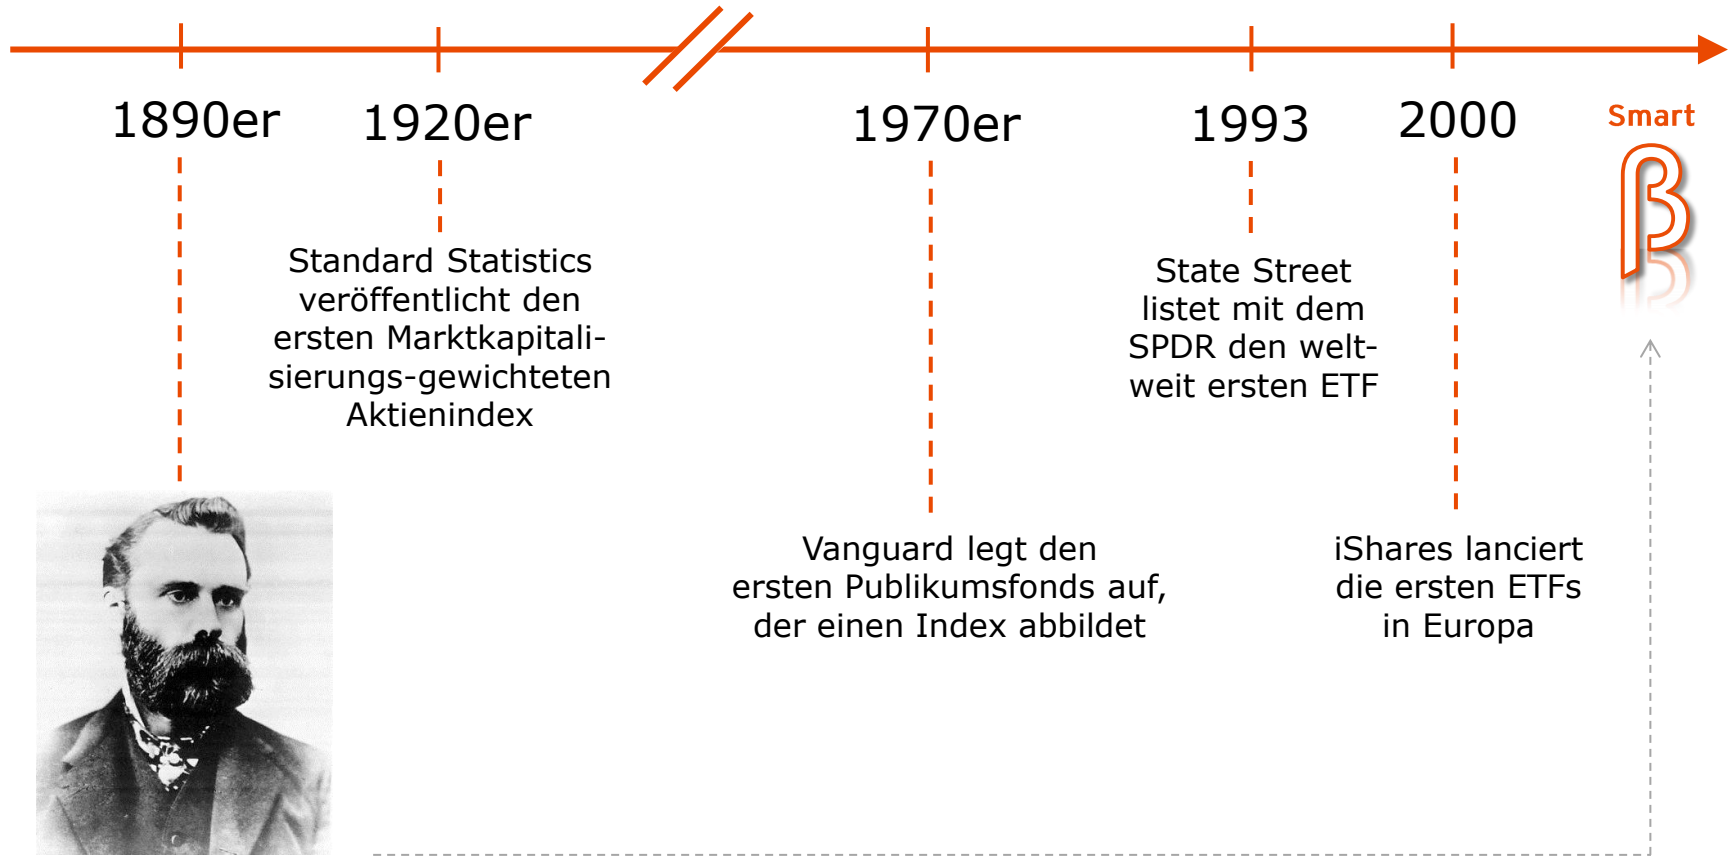 1890er
1920er
1970er
1993
2000
Smart
β
Standard Statistics
veröffentlicht den
ersten Marktkapitali-
sierungs-gewichteten
Aktienindex
State Street
listet mit dem
SPDR den welt-
weit ersten ETF
Vanguard legt den
ersten Publikumsfonds auf,
der einen Index abbildet
iShares lanciert
die ersten ETFs
in Europa